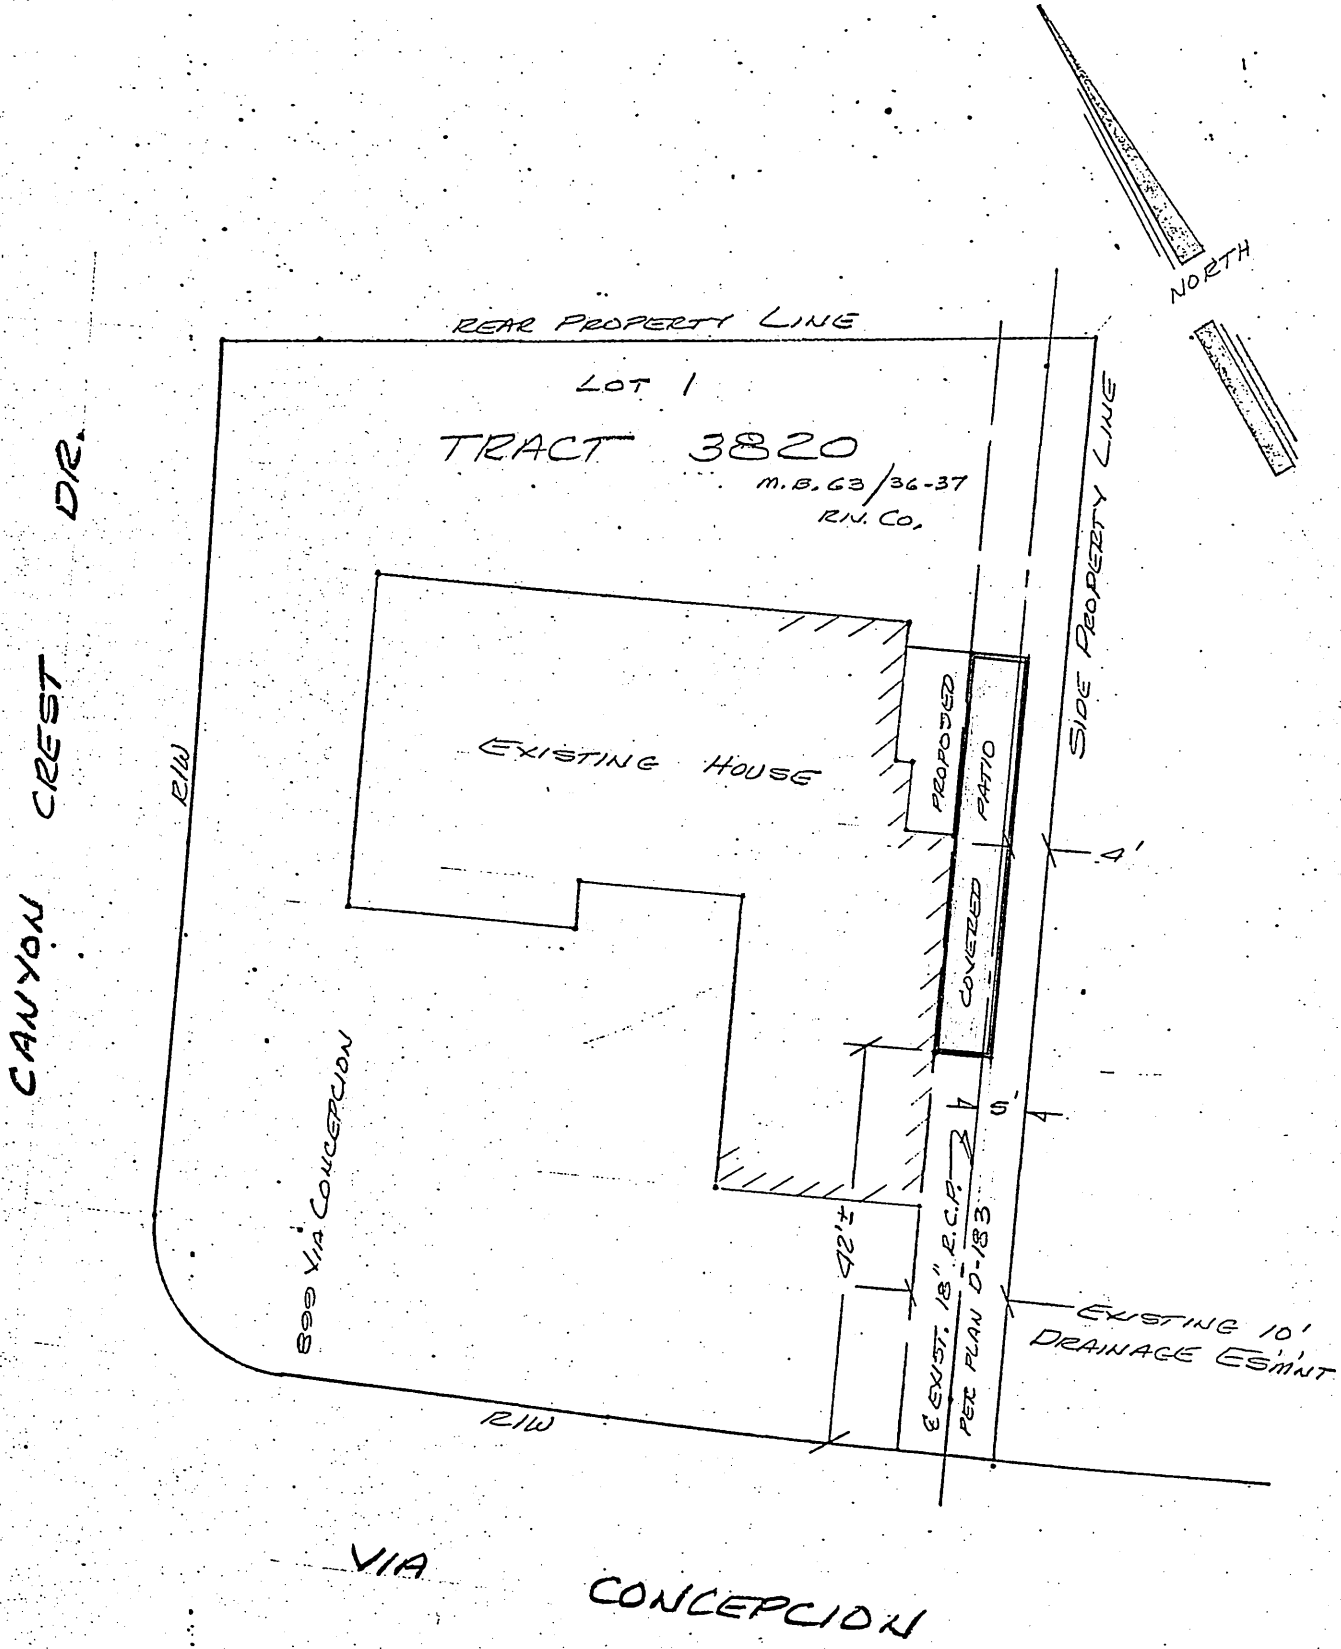 NORTH
REAR PROPERTY LINE
LOT 1
TRACT 3820
M.B. 63/36-37
RIV. CO.
SIDE PROPERTY LINE
CANYON CREST DR.
R/W
EXISTING HOUSE
PROPOSED
PATIO
COVERED
4'
5'
42'±
℄ EXIST. 18" R.C.P.
PER PLAN D-183
EXISTING 10'
DRAINAGE ESM'NT
VIA CONCEPCION
R/W
VIA CONCEPCION